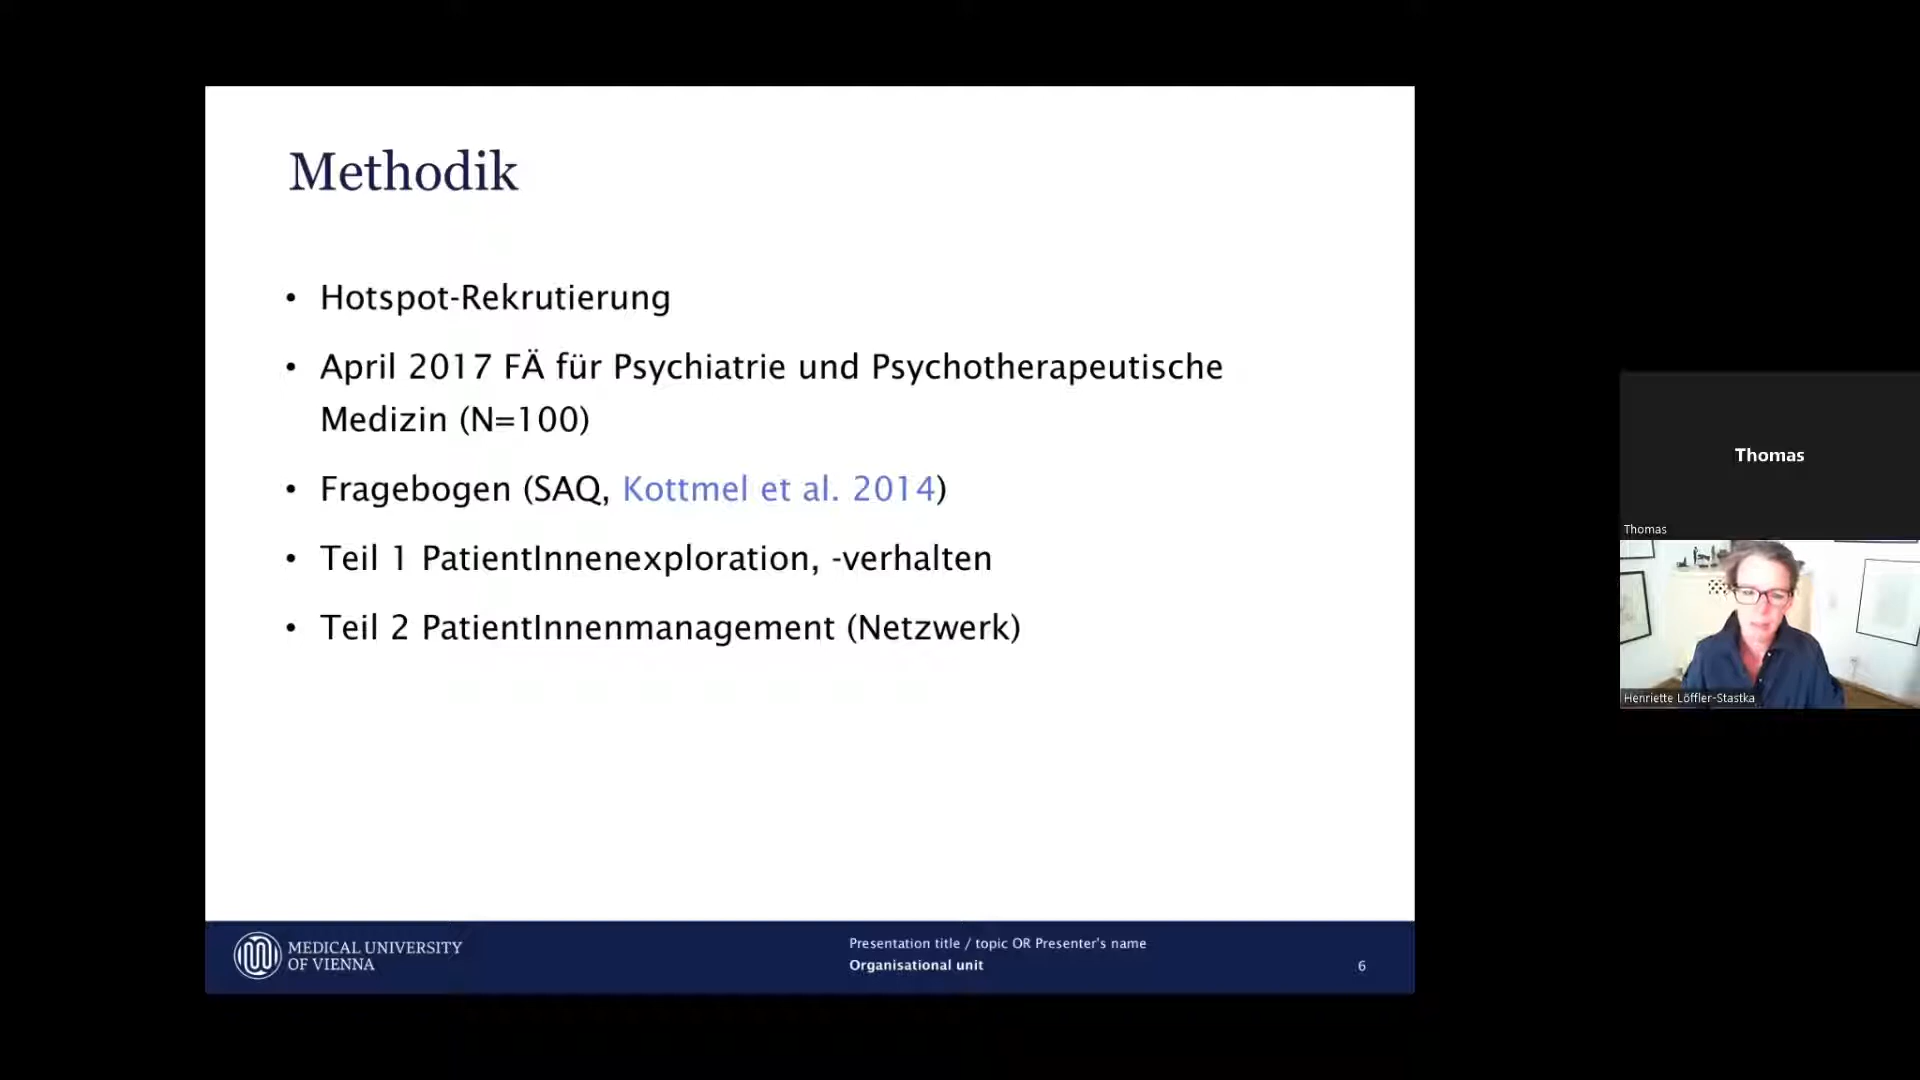 Methodik
• Hotspot-Rekrutierung
• April 2017 FÄ für Psychiatrie und Psychotherapeutische
Medizin (N=100)
• Fragebogen (SAQ, Kottmel et al. 2014)
• Teil 1 PatientInnenexploration, -verhalten
• Teil 2 PatientInnenmanagement (Netzwerk)
MEDICAL UNIVERSITY
OF VIENNA
Presentation title / topic OR Presenter's name
Organisational unit
6
Thomas
Thomas
Henriette Löffler-Stastka